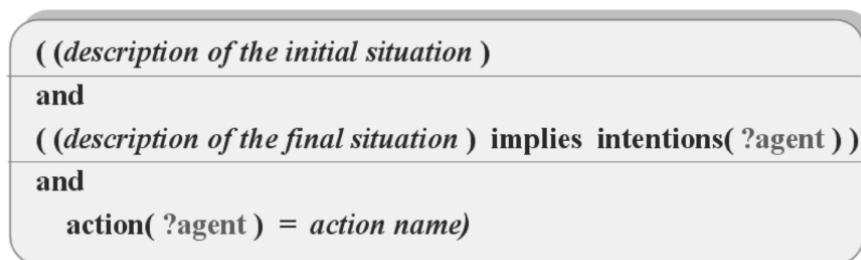 ( (description of the initial situation )
and
( (description of the final situation ) implies intentions( ?agent ) )
and
action( ?agent ) = action name)